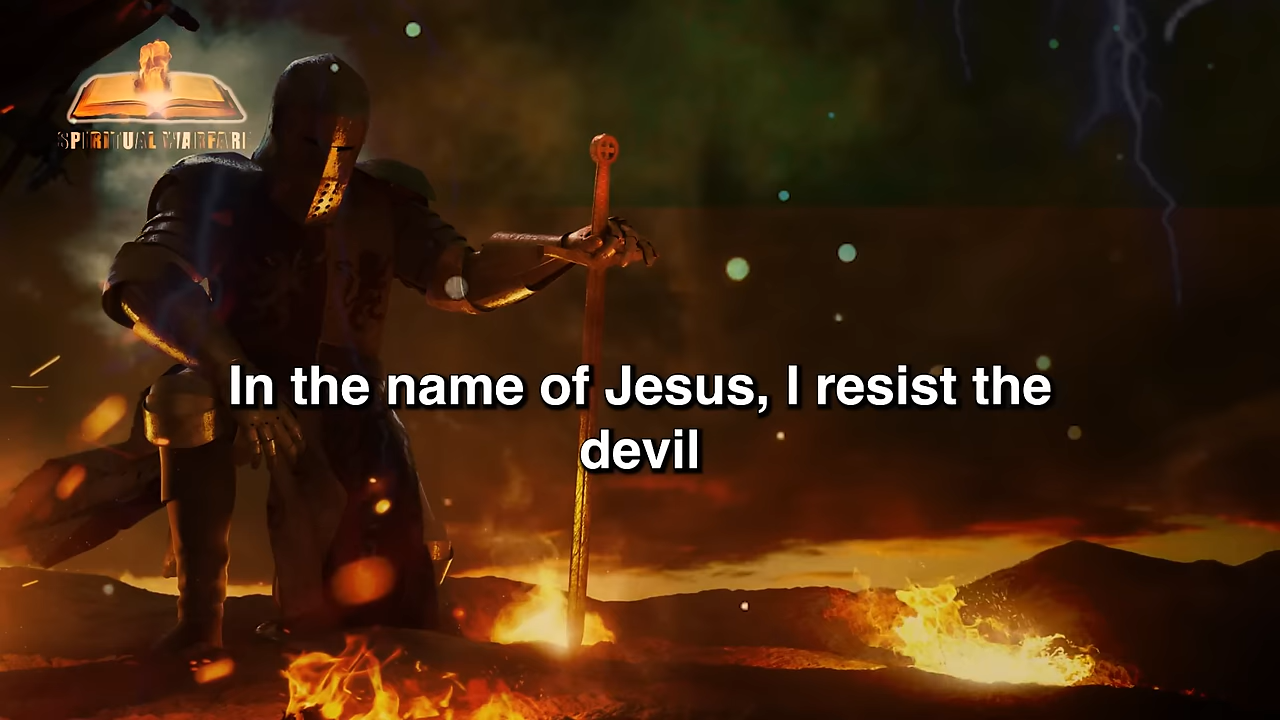 SPIRITUAL WARFARE
In the name of Jesus, I resist the
devil